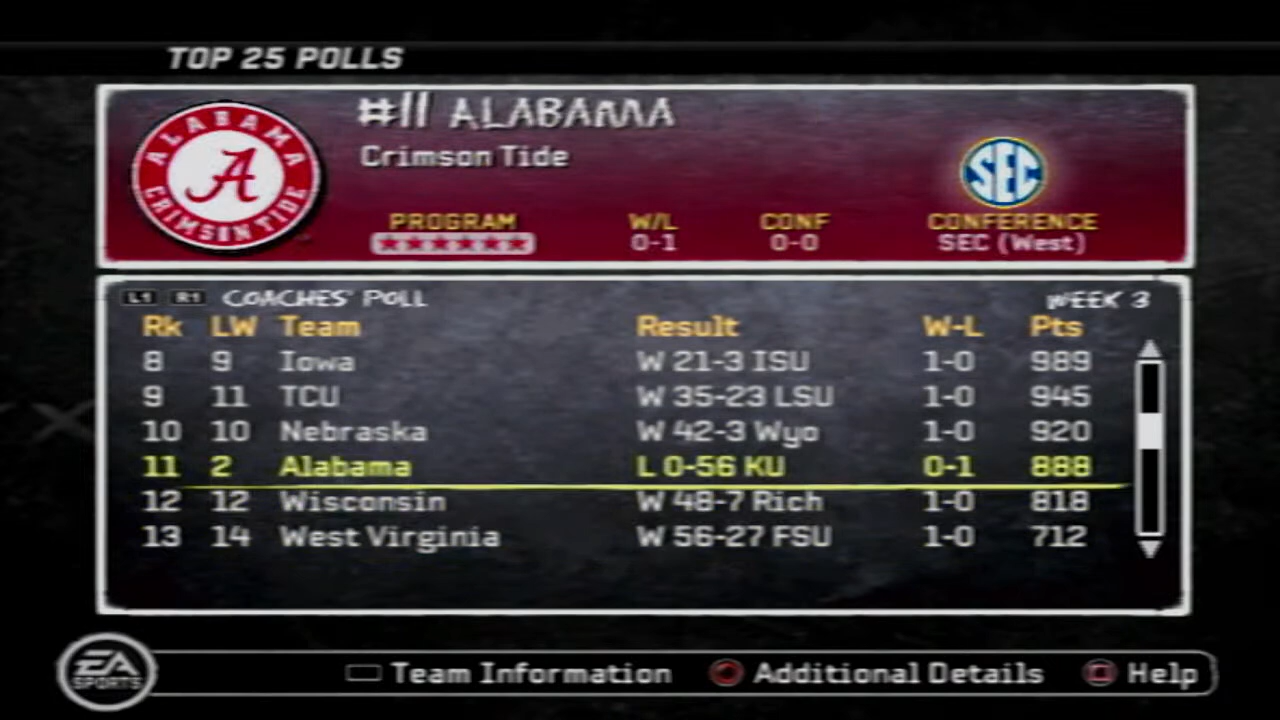 TOP 25 POLLS
#11 ALABAMA
Crimson Tide
ALABAMA A CRIMSON TIDE
SEC
PROGRAM W/L CONF CONFERENCE
0-1 0-0 SEC (West)
L1 R1 COACHES' POLL WEEK 3
Rk LW Team Result W-L Pts
8 9 Iowa W 21-3 ISU 1-0 989
9 11 TCU W 35-23 LSU 1-0 945
10 10 Nebraska W 42-3 Wyo 1-0 920
11 2 Alabama L 0-56 KU 0-1 888
12 12 Wisconsin W 48-7 Rich 1-0 818
13 14 West Virginia W 56-27 FSU 1-0 712
EA SPORTS Team Information Additional Details Help